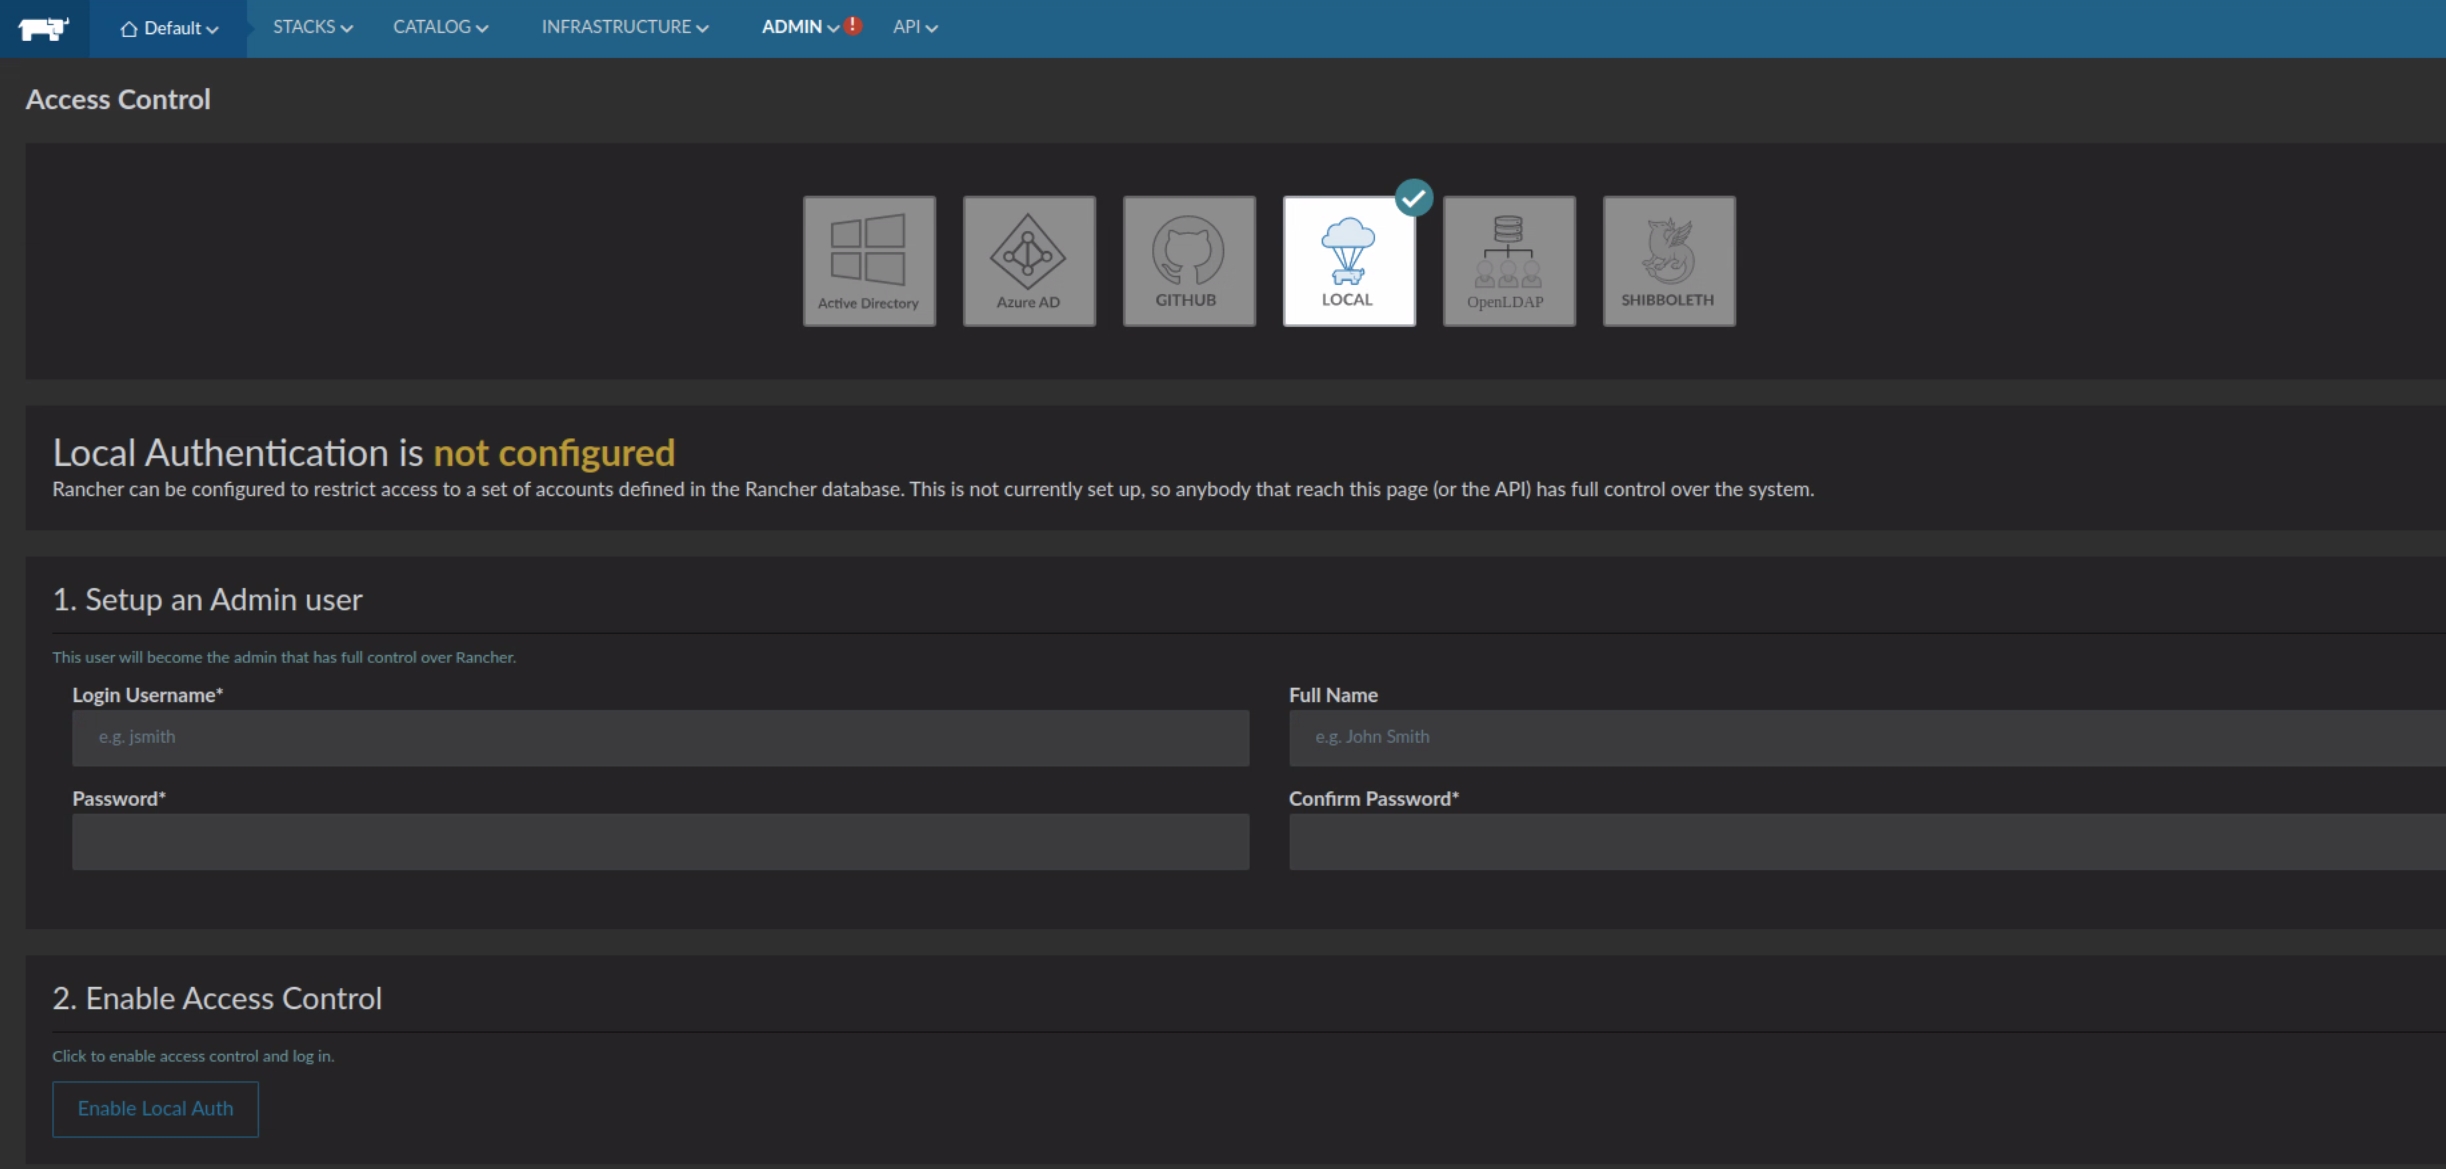 Default
STACKS
CATALOG
INFRASTRUCTURE
ADMIN
!
API
Access Control
Active Directory
Azure AD
GITHUB
LOCAL
OpenLDAP
SHIBBOLETH
Local Authentication is not configured
Rancher can be configured to restrict access to a set of accounts defined in the Rancher database. This is not currently set up, so anybody that reach this page (or the API) has full control over the system.
1. Setup an Admin user
This user will become the admin that has full control over Rancher.
Login Username*
Full Name
e.g. jsmith
e.g. John Smith
Password*
Confirm Password*
2. Enable Access Control
Click to enable access control and log in.
Enable Local Auth